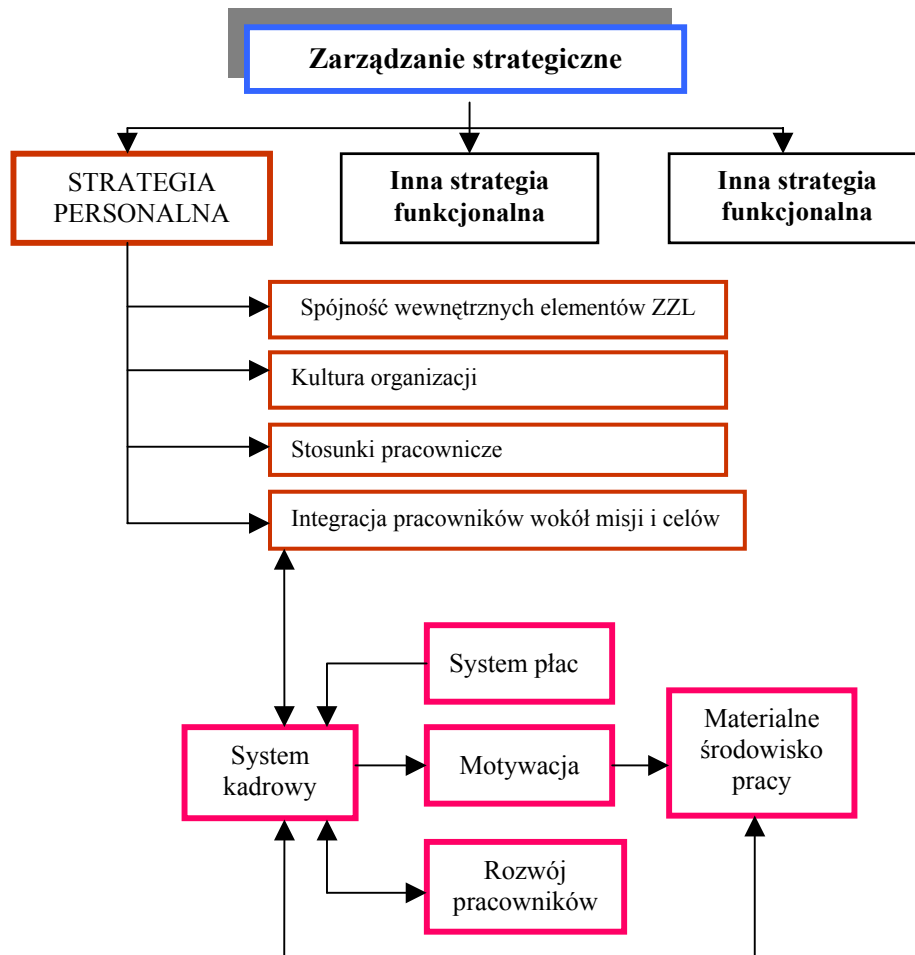 Zarządzanie strategiczne
STRATEGIA
PERSONALNA
Inna strategia
funkcjonalna
Inna strategia
funkcjonalna
Spójność wewnętrznych elementów ZZL
Kultura organizacji
Stosunki pracownicze
Integracja pracowników wokół misji i celów
System płac
System
kadrowy
Motywacja
Materialne
środowisko
pracy
Rozwój
pracowników